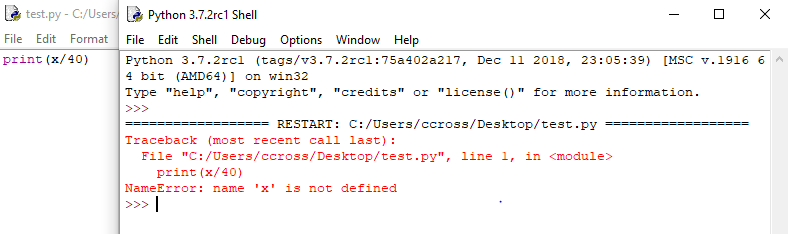 test.py - C:/Users/
File Edit Format
print(x/40)
Python 3.7.2rc1 Shell
File Edit Shell Debug Options Window Help
Python 3.7.2rc1 (tags/v3.7.2rc1:75a402a217, Dec 11 2018, 23:05:39) [MSC v.1916 6
4 bit (AMD64)] on win32
Type "help", "copyright", "credits" or "license()" for more information.
>>>
================== RESTART: C:/Users/ccross/Desktop/test.py ==================
Traceback (most recent call last):
  File "C:/Users/ccross/Desktop/test.py", line 1, in <module>
    print(x/40)
NameError: name 'x' is not defined
>>>